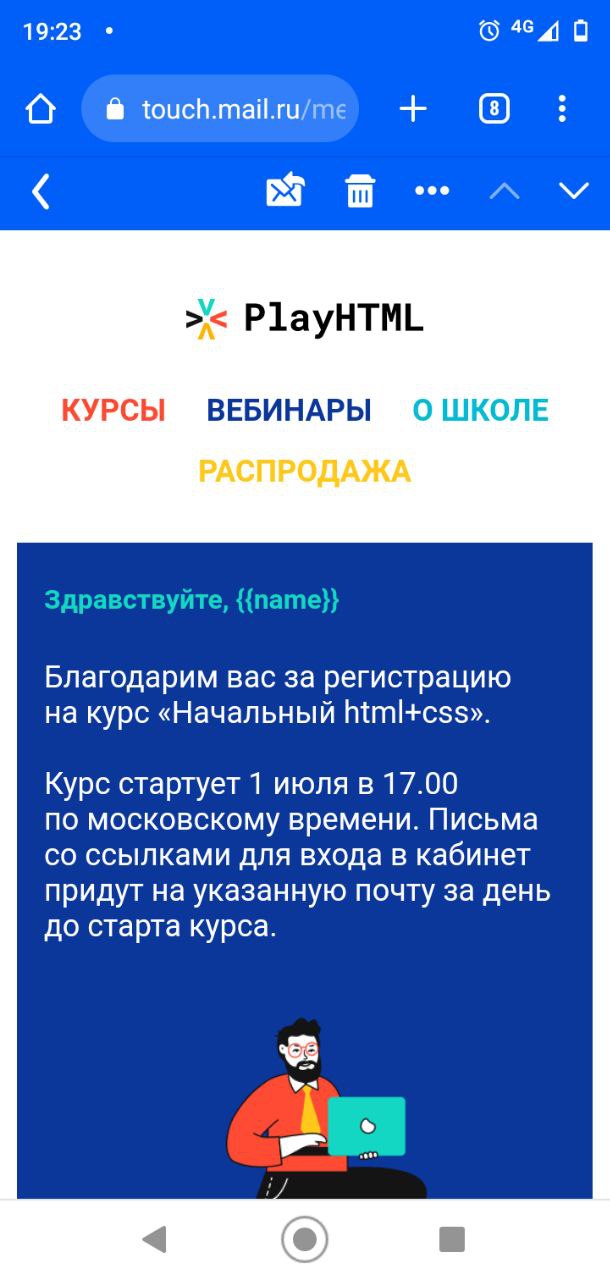 19:23
4G
touch.mail.ru/me
8
PlayHTML
КУРСЫ ВЕБИНАРЫ О ШКОЛЕ
РАСПРОДАЖА
Здравствуйте, {{name}}
Благодарим вас за регистрацию
на курс «Начальный html+css».
Курс стартует 1 июля в 17.00
по московскому времени. Письма
со ссылками для входа в кабинет
придут на указанную почту за день
до старта курса.